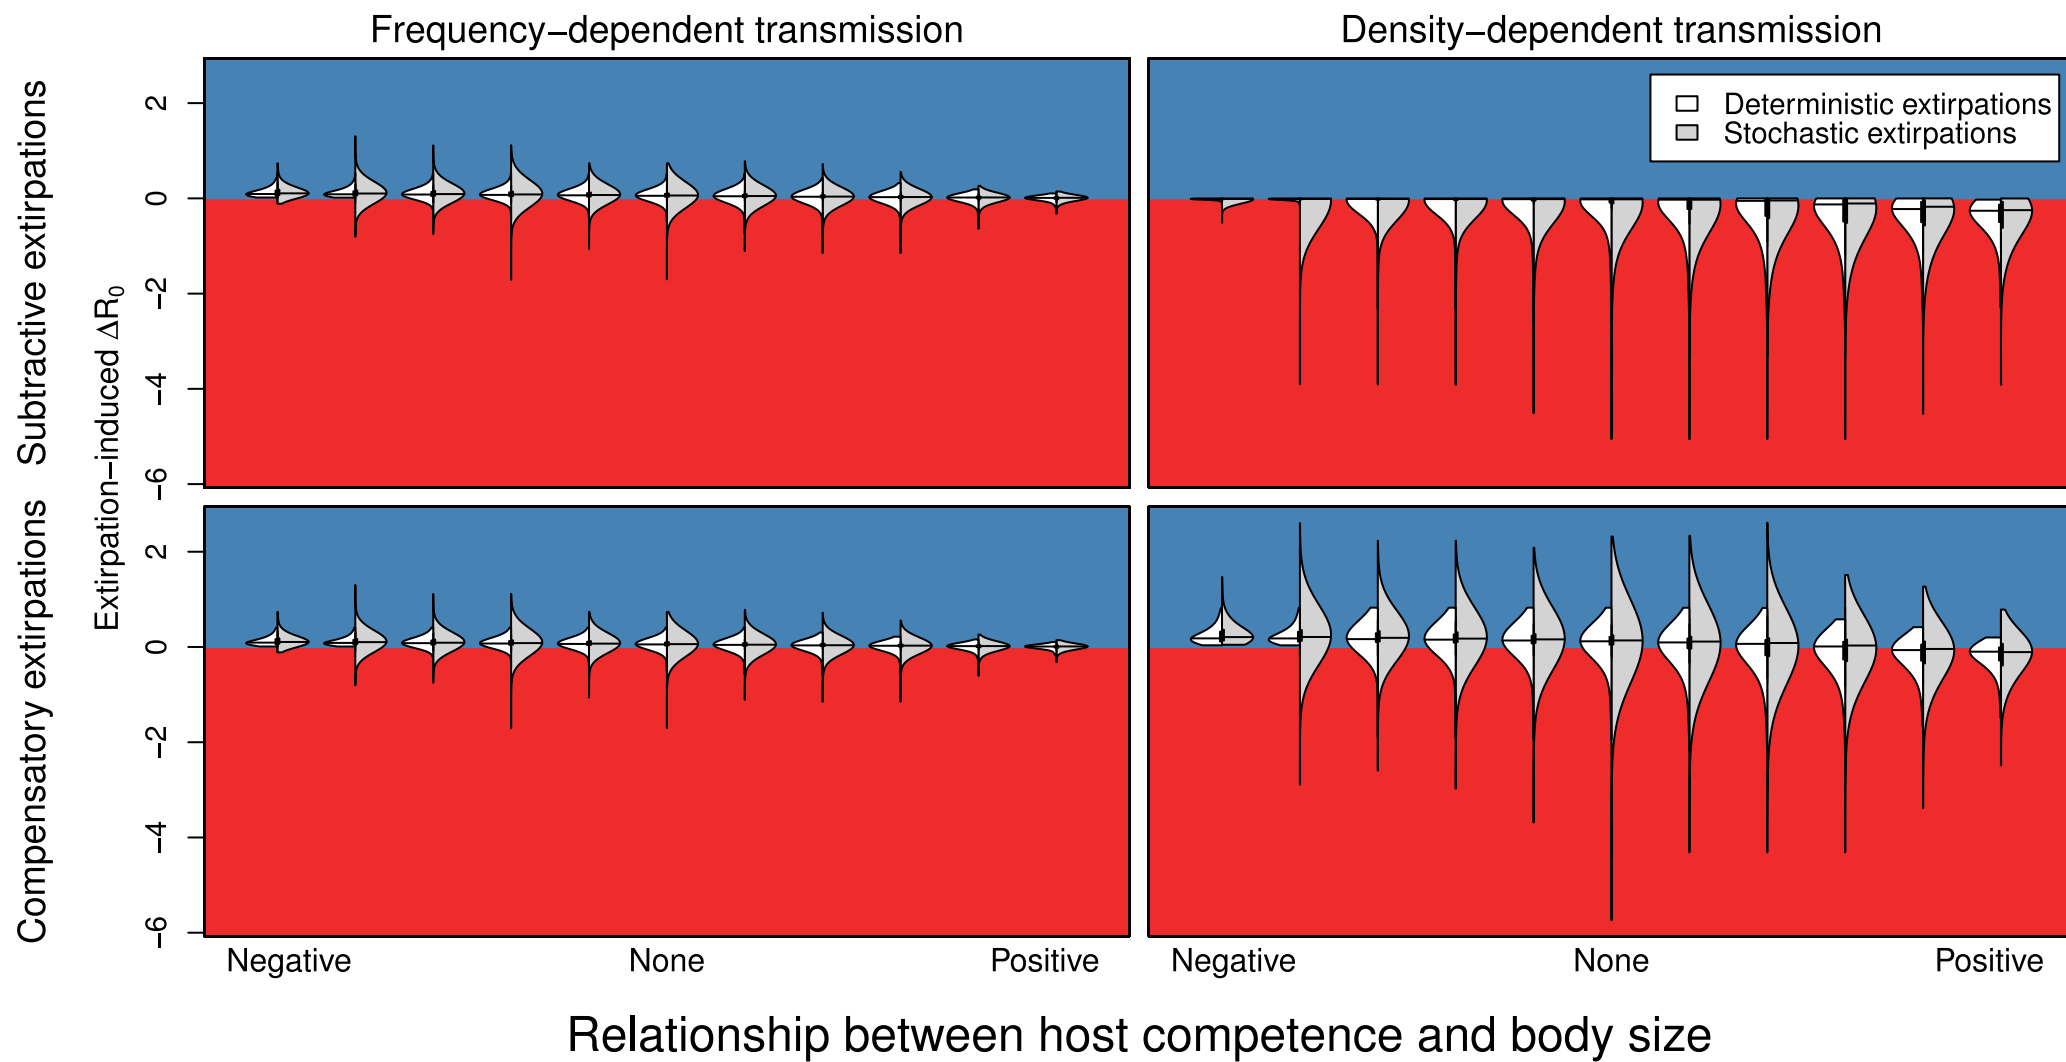 Frequency−dependent transmission
Density−dependent transmission
Subtractive extirpations
Compensatory extirpations
Extirpation−induced ΔR0
2
0
−2
−4
−6
2
0
−2
−4
−6
Deterministic extirpations
Stochastic extirpations
Negative
None
Positive
Negative
None
Positive
Relationship between host competence and body size